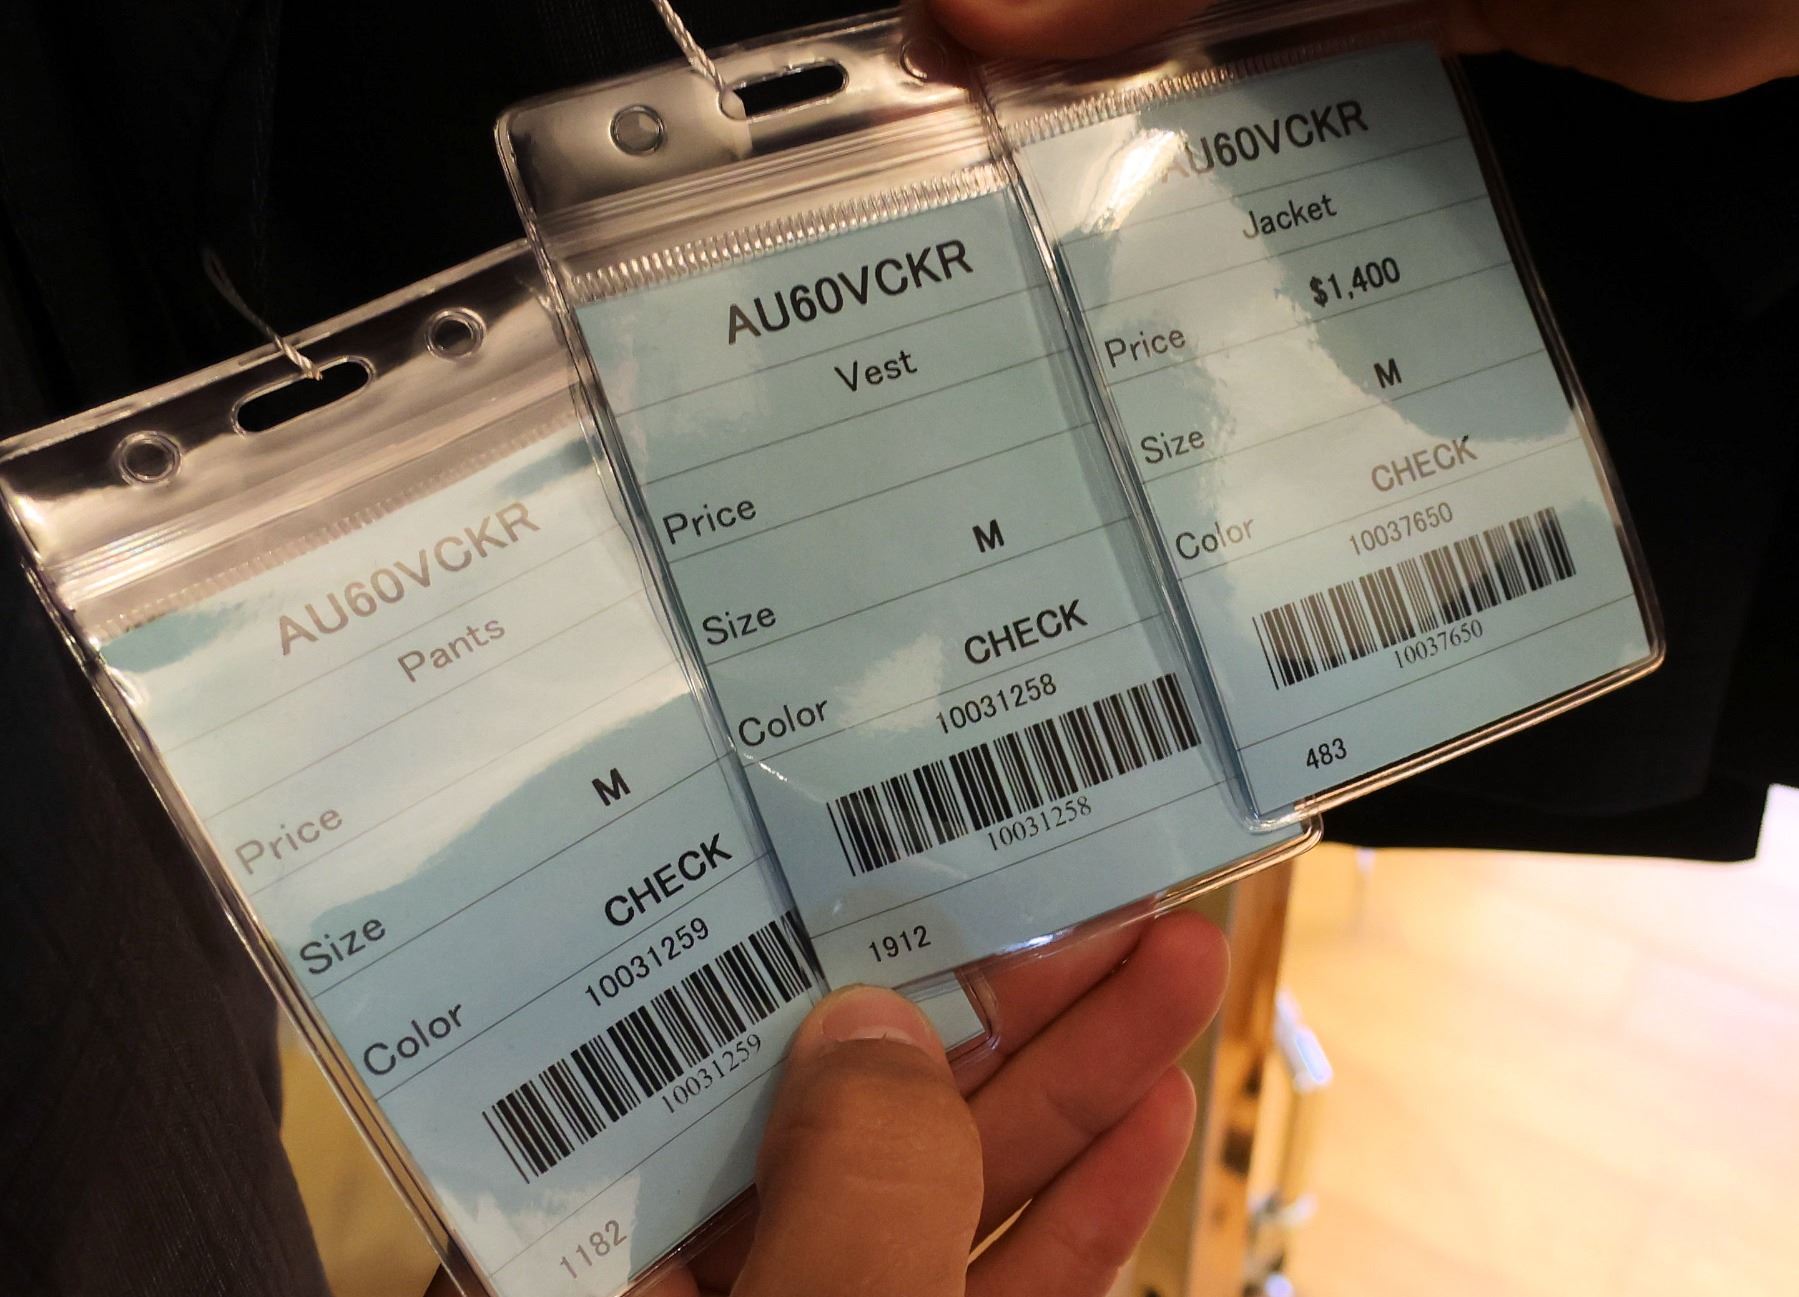 AU60VCKR
Pants
Price
M
Size
CHECK
Color
10031259
10031259
1182
AU60VCKR
Vest
Price
M
Size
CHECK
Color
10031258
10031258
1912
AU60VCKR
Jacket
$1,400
Price
M
Size
CHECK
Color
10037650
10037650
483